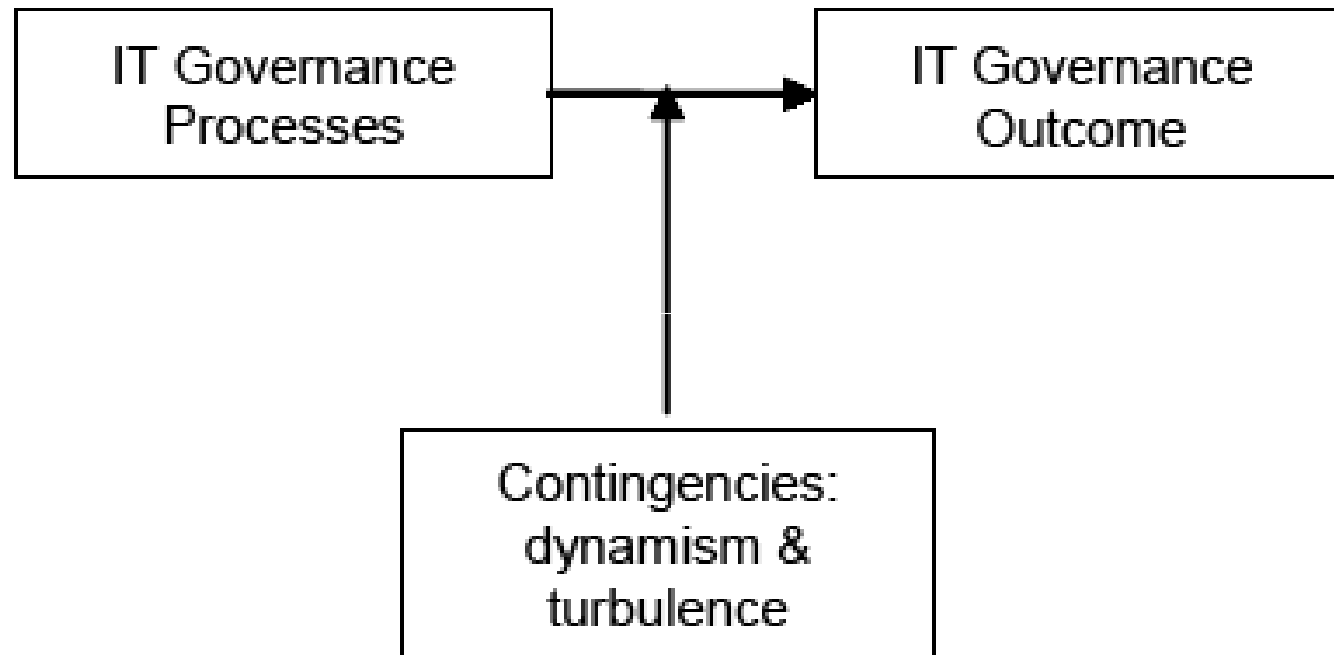 IT Governance
Processes
IT Governance
Outcome
Contingencies:
dynamism &
turbulence